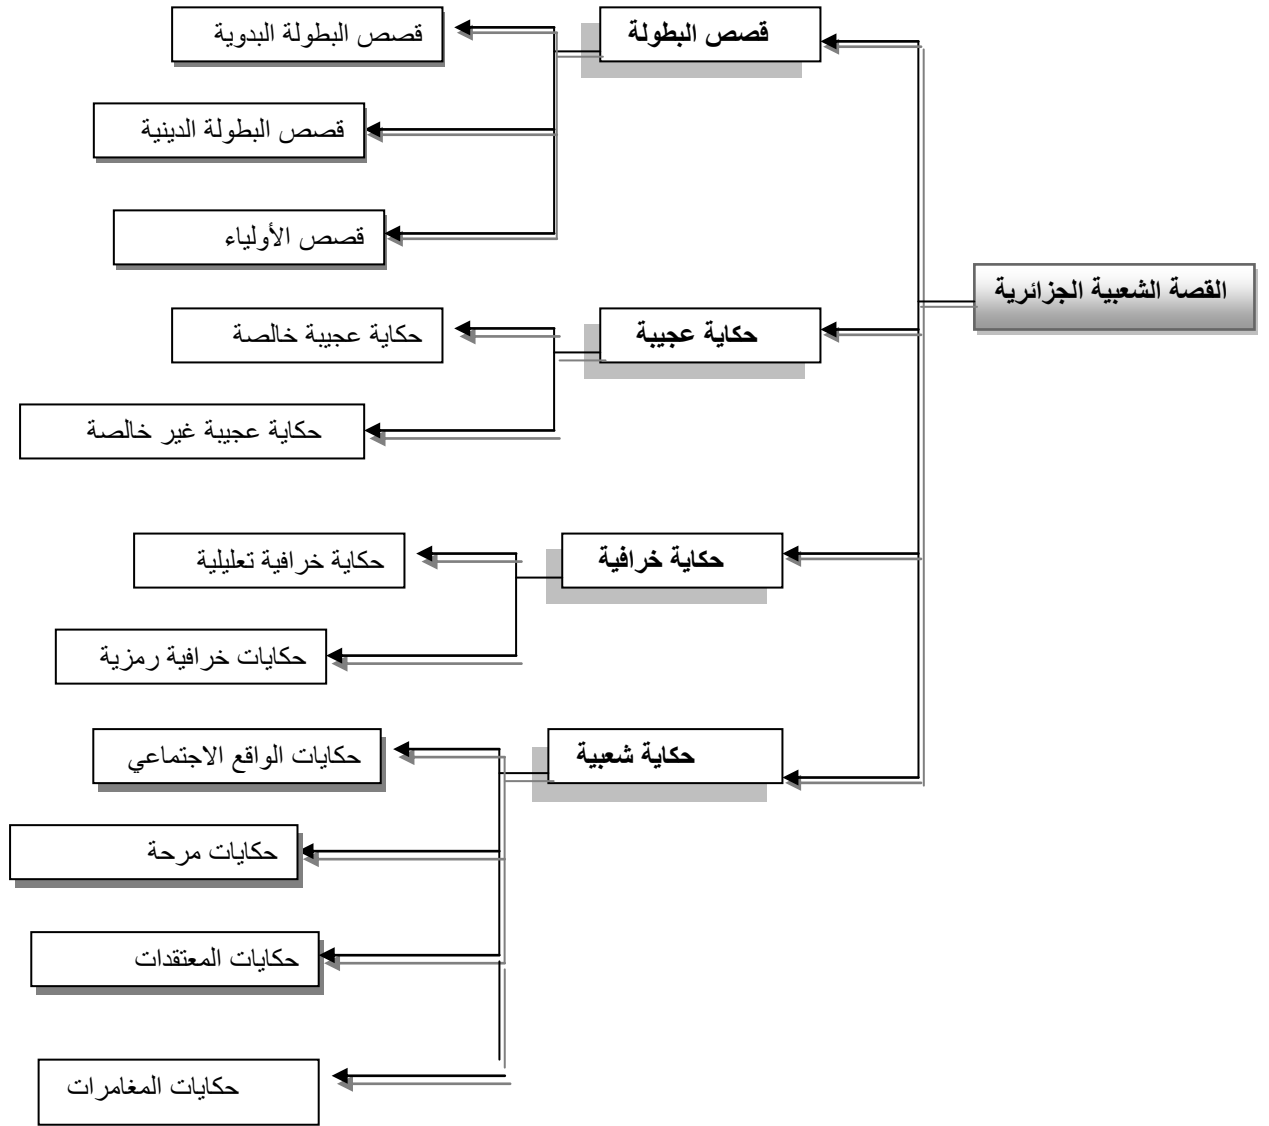 القصة الشعبية الجزائرية
قصص البطولة
قصص البطولة البدوية
قصص البطولة الدينية
قصص الأولياء
حكاية عجيبة
حكاية عجيبة خالصة
حكاية عجيبة غير خالصة
حكاية خرافية
حكاية خرافية تعليلية
حكايات خرافية رمزية
حكاية شعبية
حكايات الواقع الاجتماعي
حكايات مرحة
حكايات المعتقدات
حكايات المغامرات